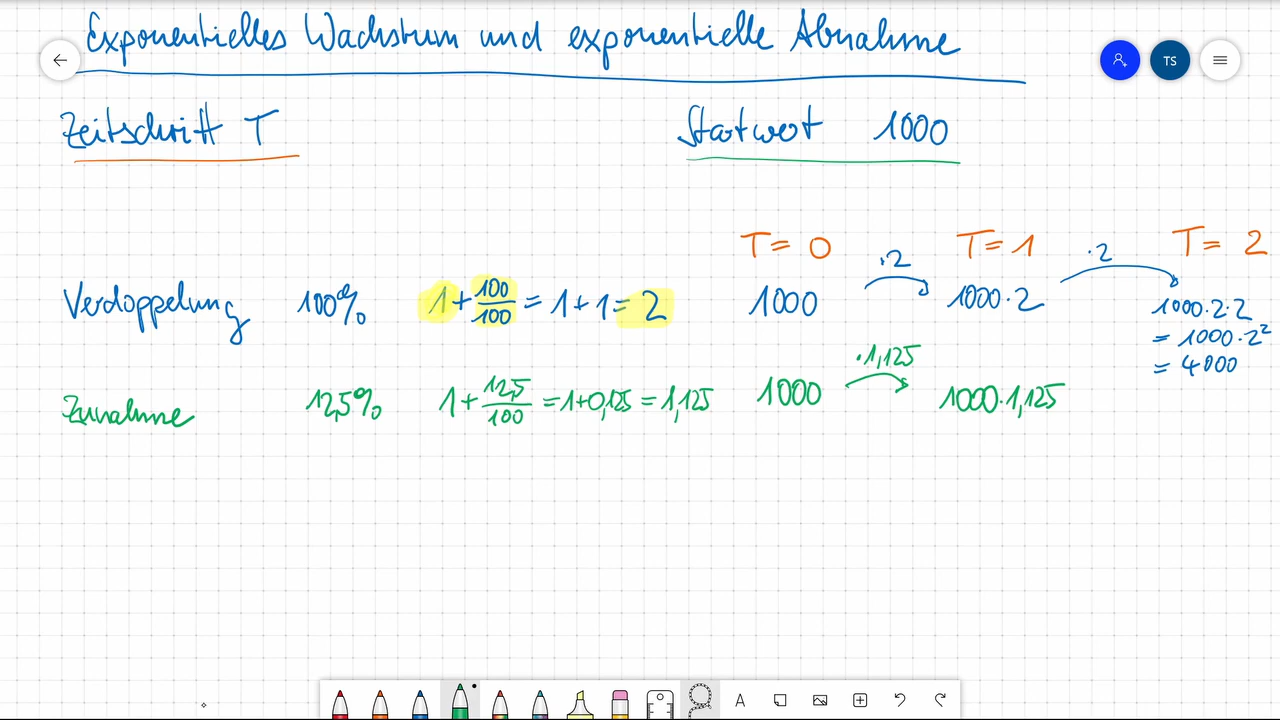 Exponentielles Wachstum und exponentielle Abnahme
TS
Zeitschritt T
Startwert 1000
T = 0
·2
T = 1
·2
T = 2
Verdoppelung 100% 1 + 100/100 = 1 + 1 = 2 1000 1000·2 1000·2·2
= 1000·2²
= 4000
·1,125
Zunahme 12,5% 1 + 12,5/100 = 1+0,125 = 1,125 1000 1000·1,125
A